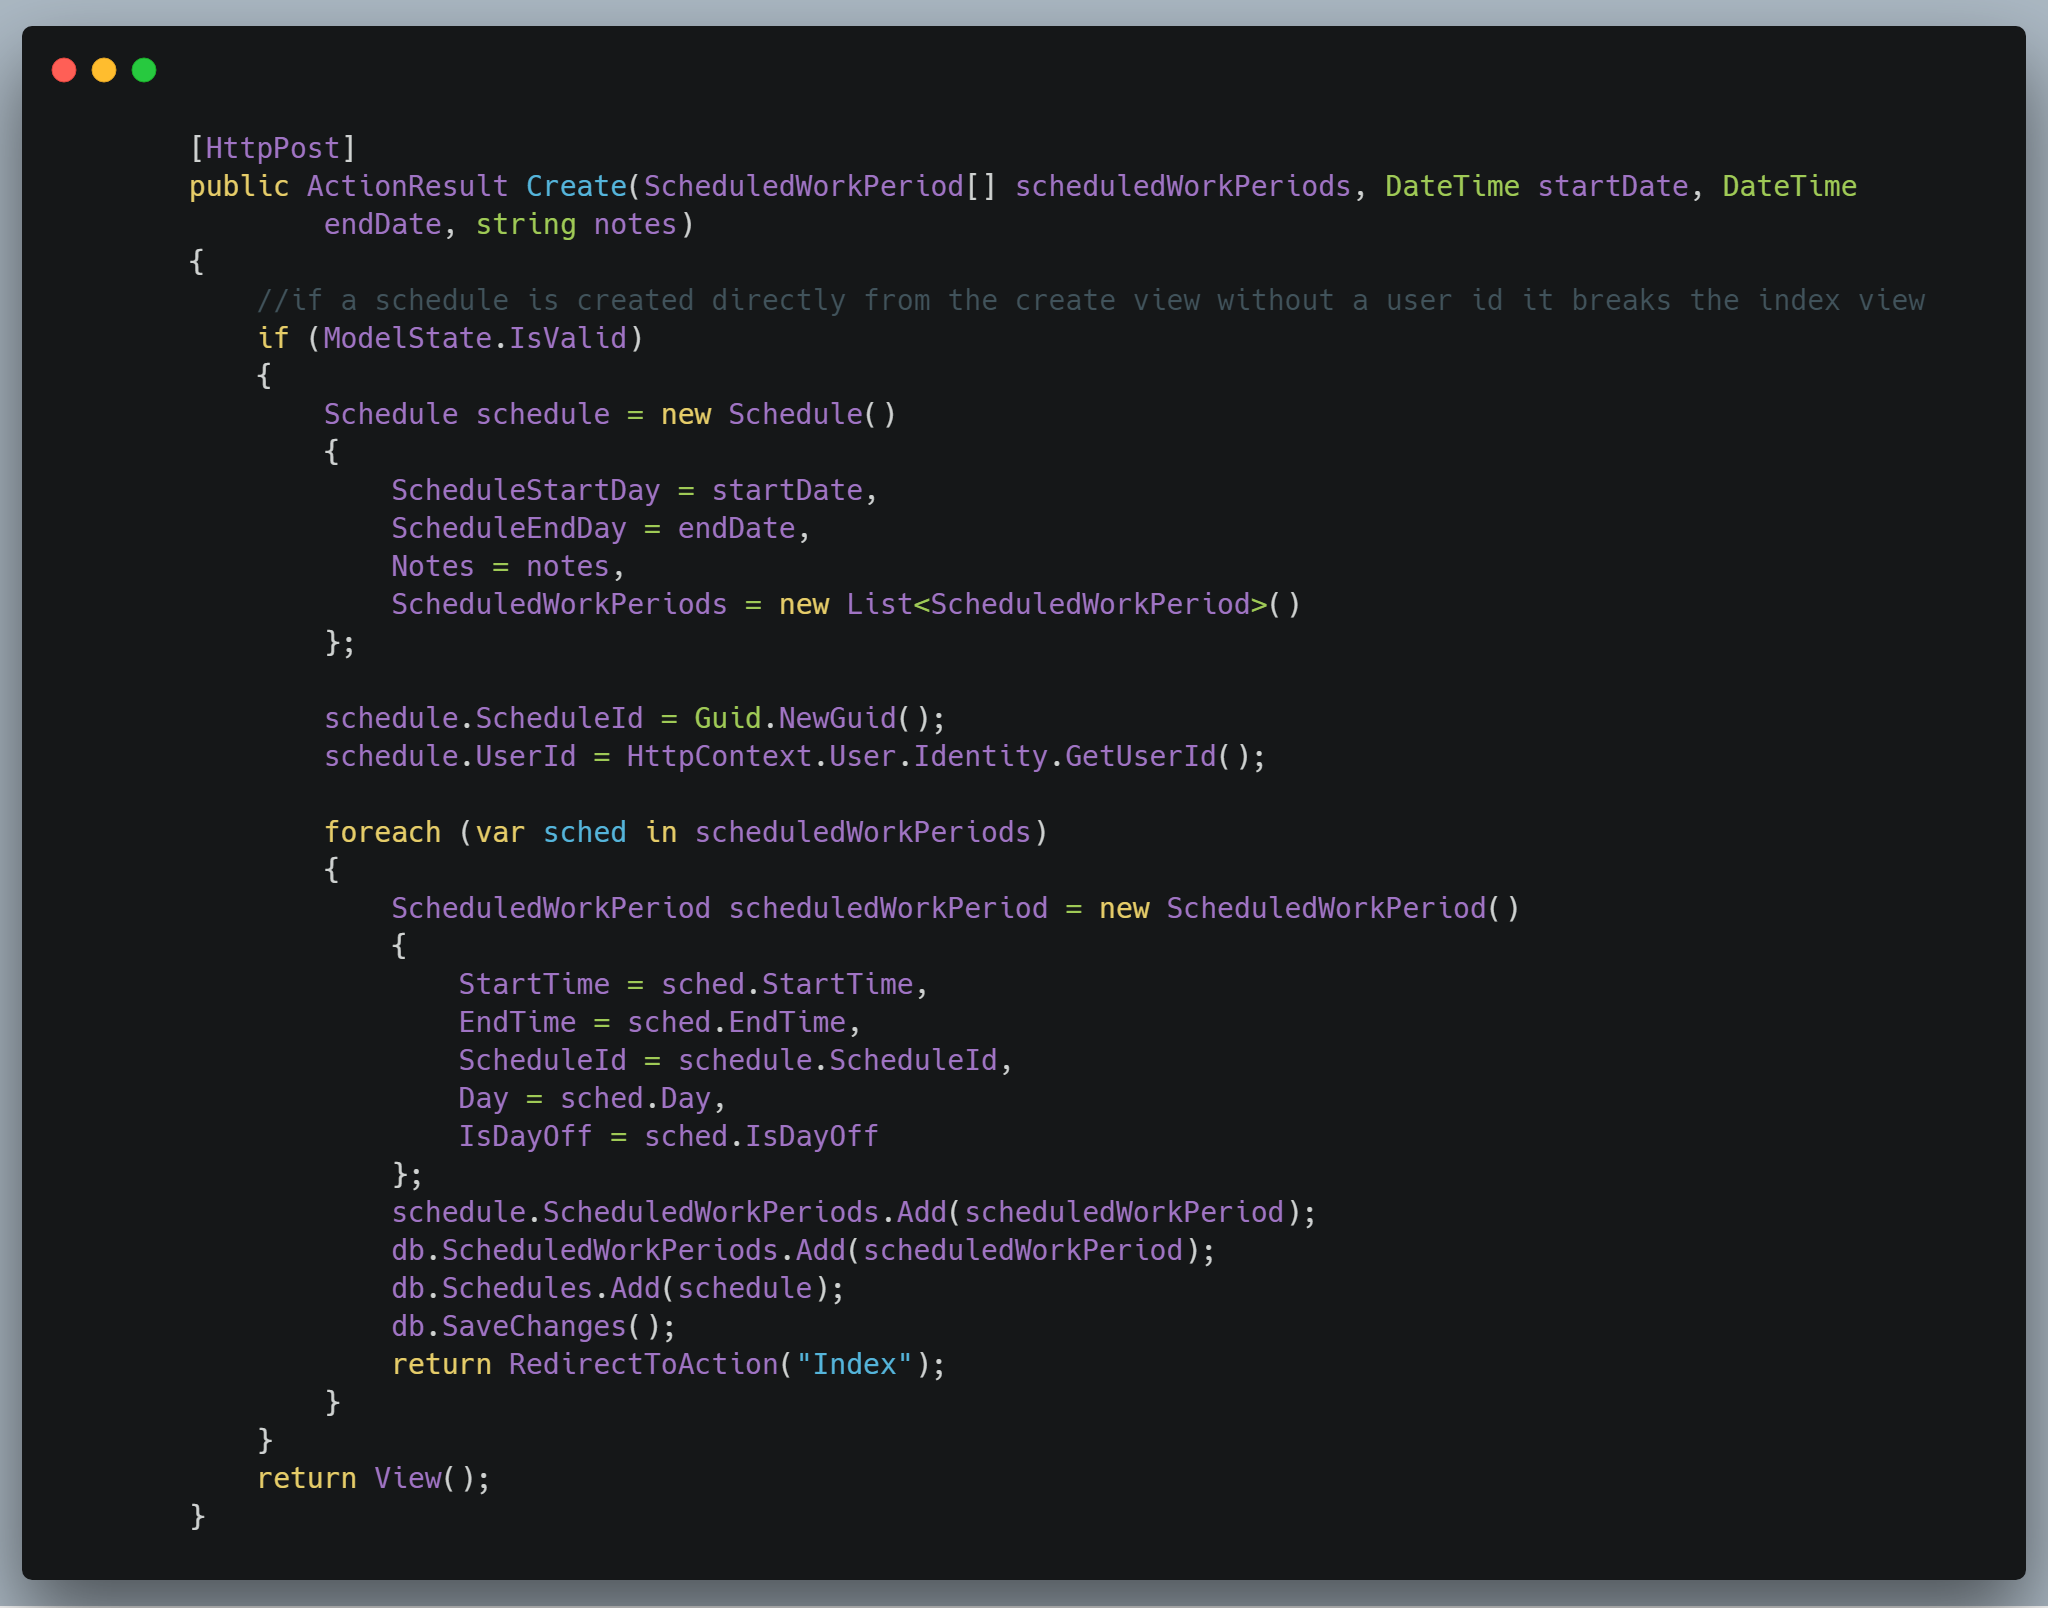 [HttpPost]
public ActionResult Create(ScheduledWorkPeriod[] scheduledWorkPeriods, DateTime startDate, DateTime
        endDate, string notes)
{
    //if a schedule is created directly from the create view without a user id it breaks the index view
    if (ModelState.IsValid)
    {
        Schedule schedule = new Schedule()
        {
            ScheduleStartDay = startDate,
            ScheduleEndDay = endDate,
            Notes = notes,
            ScheduledWorkPeriods = new List<ScheduledWorkPeriod>()
        };

        schedule.ScheduleId = Guid.NewGuid();
        schedule.UserId = HttpContext.User.Identity.GetUserId();

        foreach (var sched in scheduledWorkPeriods)
        {
            ScheduledWorkPeriod scheduledWorkPeriod = new ScheduledWorkPeriod()
            {
                StartTime = sched.StartTime,
                EndTime = sched.EndTime,
                ScheduleId = schedule.ScheduleId,
                Day = sched.Day,
                IsDayOff = sched.IsDayOff
            };
            schedule.ScheduledWorkPeriods.Add(scheduledWorkPeriod);
            db.ScheduledWorkPeriods.Add(scheduledWorkPeriod);
            db.Schedules.Add(schedule);
            db.SaveChanges();
            return RedirectToAction("Index");
        }
    }
    return View();
}